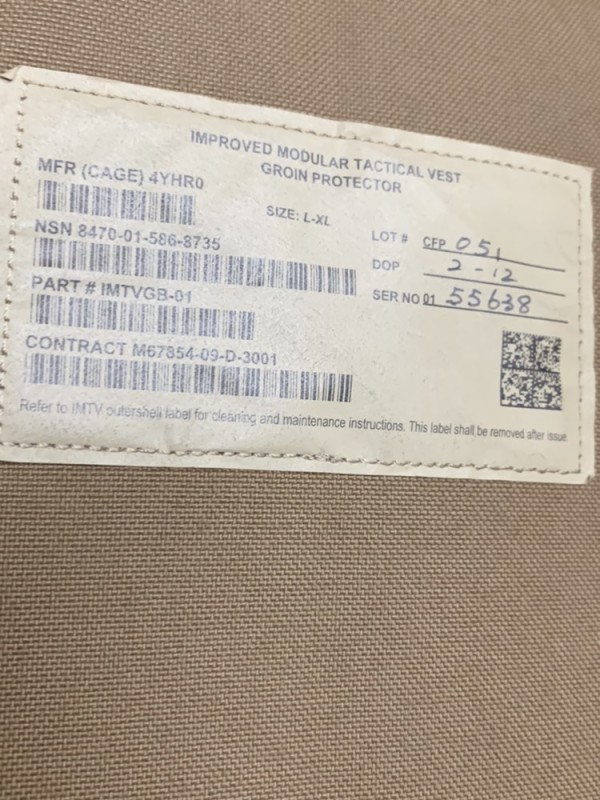 IMPROVED MODULAR TACTICAL VEST
GROIN PROTECTOR
MFR (CAGE) 4YHR0
SIZE: L-XL
NSN 8470-01-586-8735
PART # IMTVGB-01
CONTRACT M67854-09-D-3001
LOT # CFP 051
DOP 2-12
SER NO 01 55638
Refer to IMTV outershell label for cleaning and maintenance instructions. This label shall be removed after issue